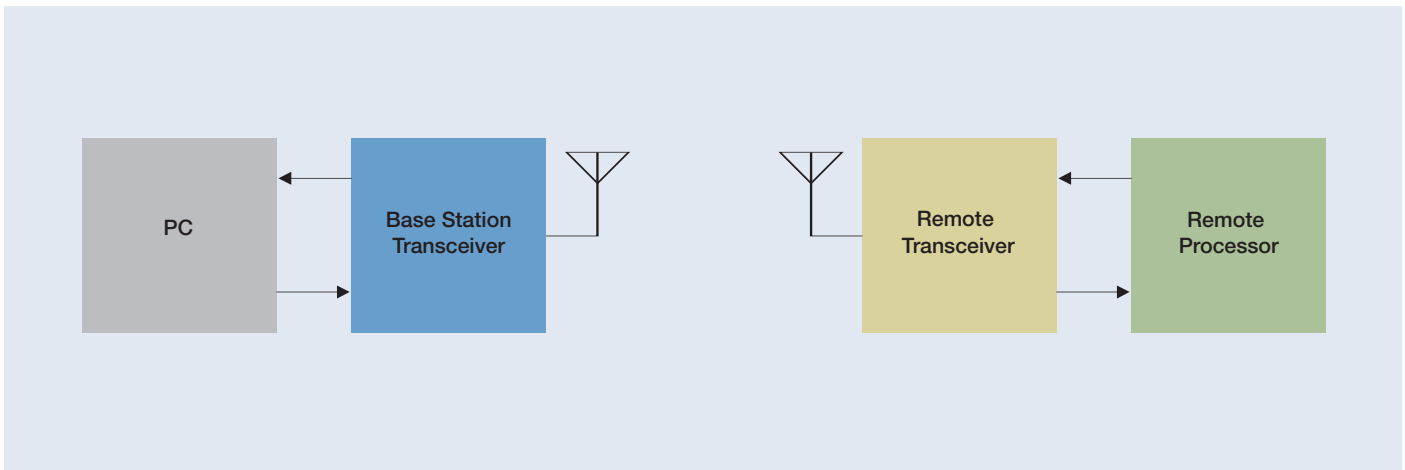 PC
Base Station
Transceiver
Remote
Transceiver
Remote
Processor